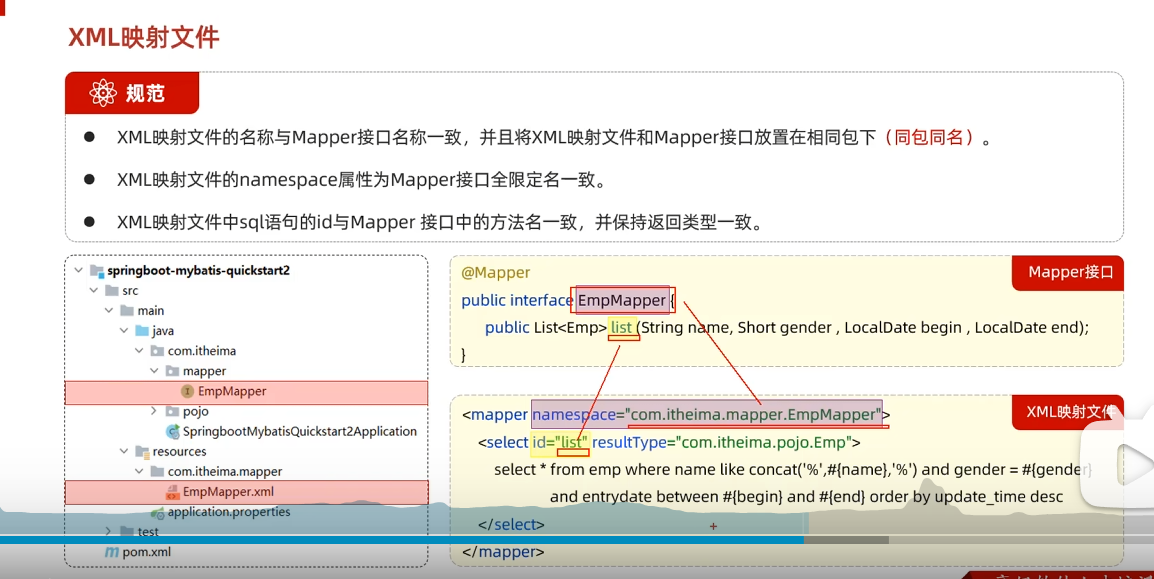 XML映射文件
规范
XML映射文件的名称与Mapper接口名称一致，并且将XML映射文件和Mapper接口放置在相同包下（同包同名）。
XML映射文件的namespace属性为Mapper接口全限定名一致。
XML映射文件中sql语句的id与Mapper 接口中的方法名一致，并保持返回类型一致。
springboot-mybatis-quickstart2
src
main
java
com.itheima
mapper
EmpMapper
pojo
SpringbootMybatisQuickstart2Application
resources
com.itheima.mapper
EmpMapper.xml
application.properties
test
pom.xml
Mapper接口
@Mapper
public interface EmpMapper {
public List<Emp> list (String name, Short gender , LocalDate begin , LocalDate end);
}
XML映射文件
<mapper namespace="com.itheima.mapper.EmpMapper">
<select id="list" resultType="com.itheima.pojo.Emp">
select * from emp where name like concat('%',#{name},'%') and gender = #{gender}
and entrydate between #{begin} and #{end} order by update_time desc
</select>
</mapper>